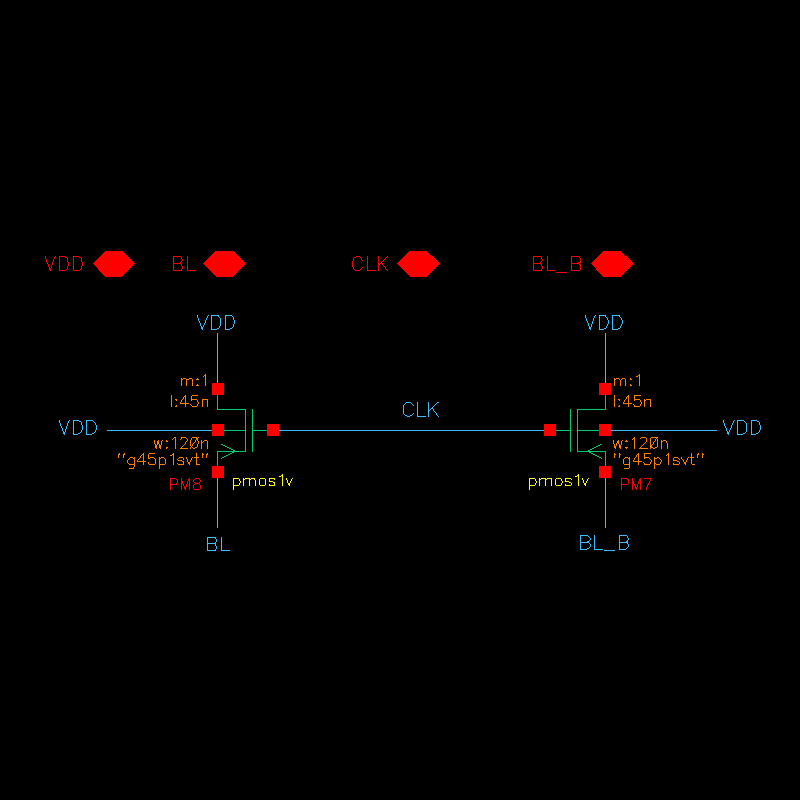 VDD BL CLK BL_B
VDD VDD
m:1 m:1
l:45n l:45n
CLK
VDD VDD
w:120n w:120n
"g45p1svt" "g45p1svt"
PM8 pmos1v pmos1v PM7
BL BL_B